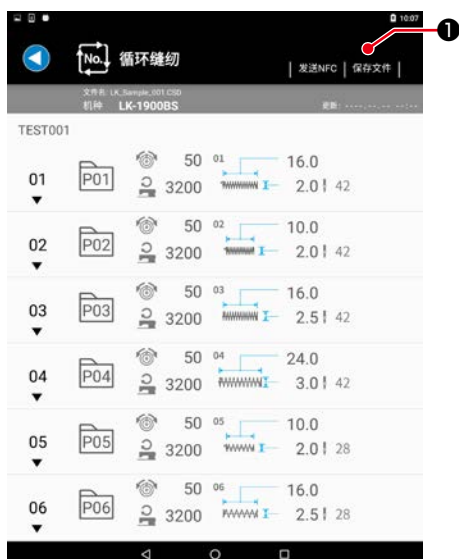 10:07
❶
No. 循环缝纫
发送NFC | 保存文件 |
文件名: LK_Sample_001.CSD
机种 LK-1900BS 更新: ----.--.-- --:--
TEST001
01 P01 50 01 16.0
3200 2.0 42
02 P02 50 02 10.0
3200 2.0 42
03 P03 50 03 16.0
3200 2.5 42
04 P04 50 04 24.0
3200 3.0 42
05 P05 50 05 10.0
3200 2.0 28
06 P06 50 06 16.0
3200 2.5 28